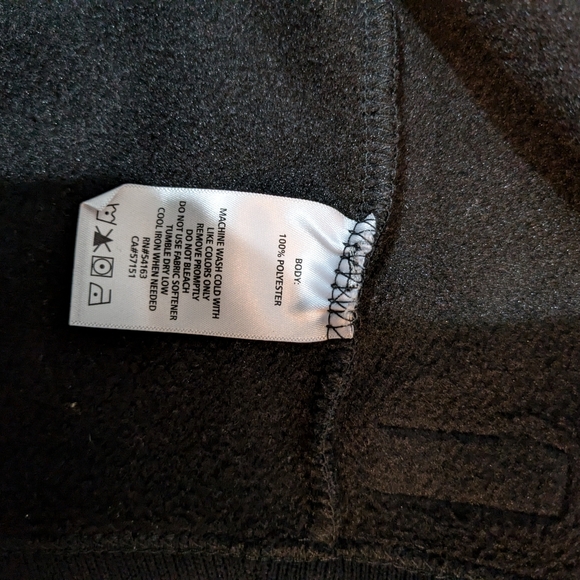 BODY:
100% POLYESTER
MACHINE WASH COLD WITH
LIKE COLORS ONLY
REMOVE PROMPTLY
DO NOT BLEACH
DO NOT USE FABRIC SOFTENER
TUMBLE DRY LOW
COOL IRON WHEN NEEDED
RN#54163
CA#57151